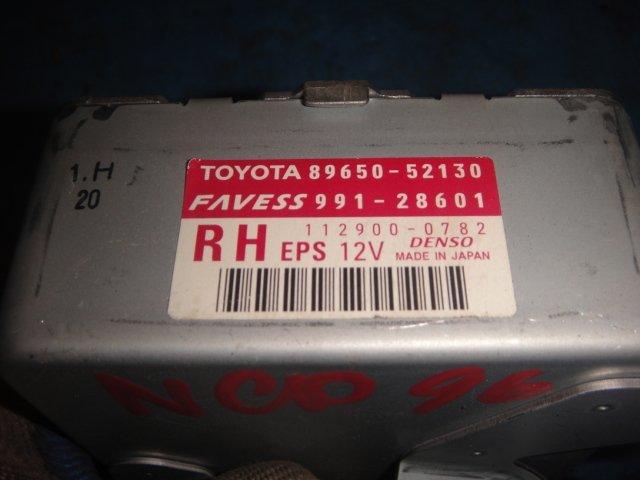 1.H
20
TOYOTA 89650-52130
FAVESS 991-28601
RH EPS 12V
112900-0782
DENSO
MADE IN JAPAN
NCP 96